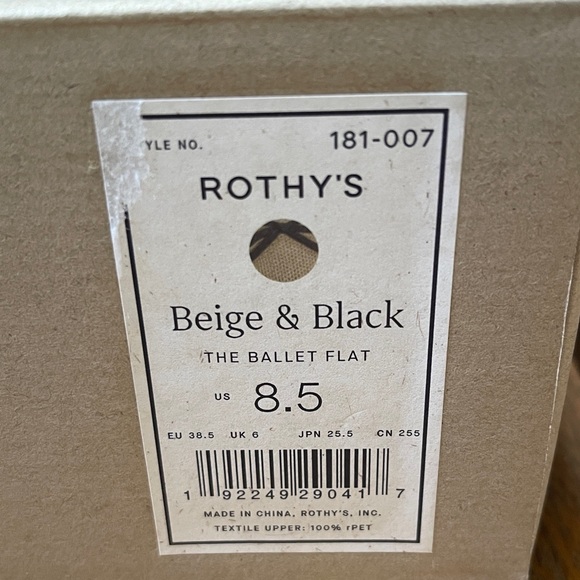 YLE NO. 181-007
ROTHY'S
Beige & Black
THE BALLET FLAT
US 8.5
EU 38.5 UK 6 JPN 25.5 CN 255
1 92249 29041 7
MADE IN CHINA, ROTHY'S, INC.
TEXTILE UPPER: 100% rPET